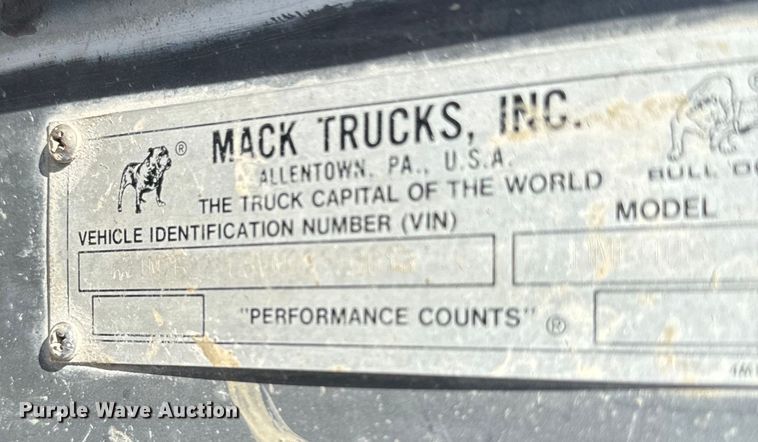 ® MACK TRUCKS, INC.
ALLENTOWN, PA., U.S.A.
THE TRUCK CAPITAL OF THE WORLD
BULL
VEHICLE IDENTIFICATION NUMBER (VIN)
MODEL
"PERFORMANCE COUNTS" ®
Purple Wave Auction